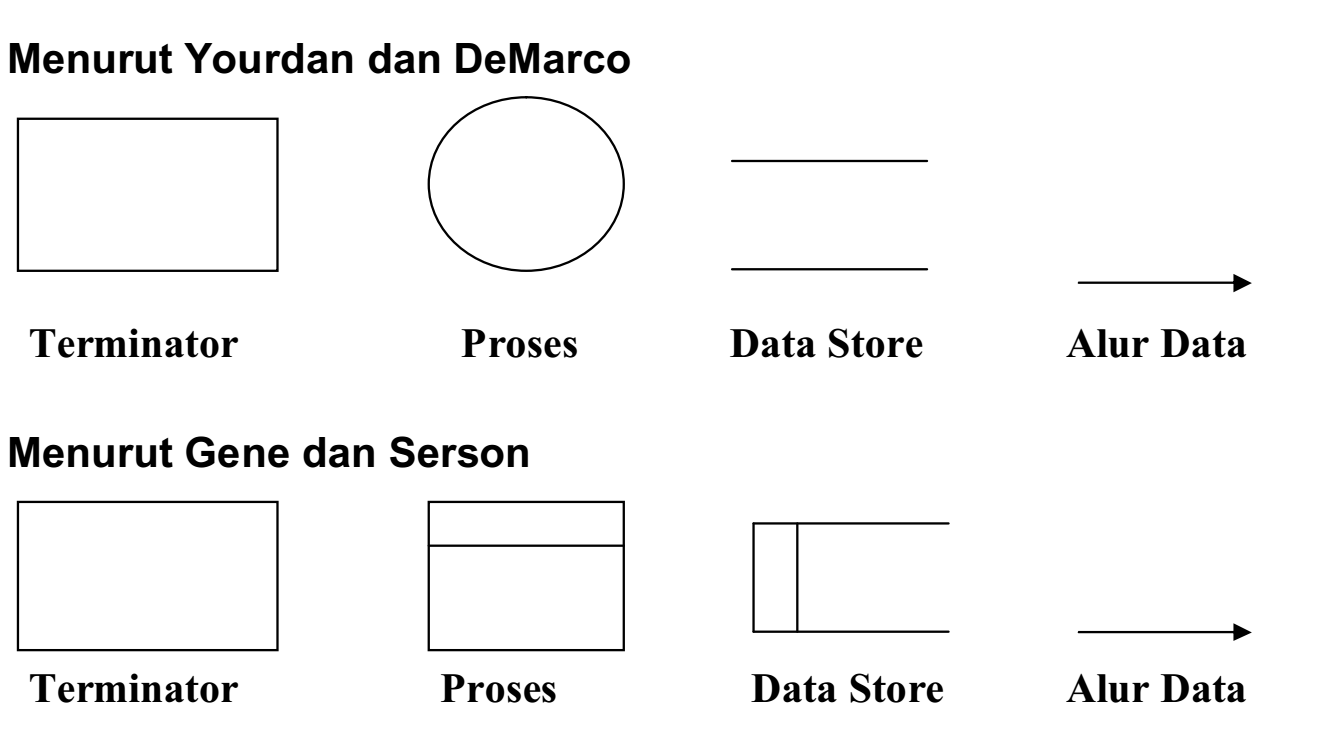 Menurut Yourdan dan DeMarco
Terminator Proses Data Store Alur Data
Menurut Gene dan Serson
Terminator Proses Data Store Alur Data